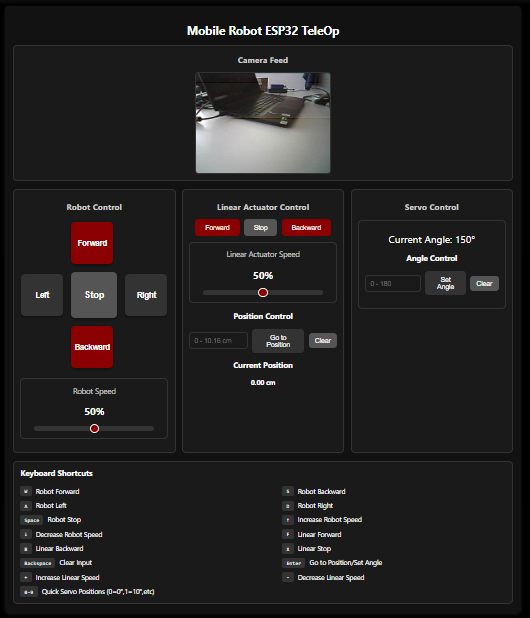 Mobile Robot ESP32 TeleOp
Camera Feed
Robot Control
Forward
Left
Stop
Right
Backward
Robot Speed
50%
Linear Actuator Control
Forward
Stop
Backward
Linear Actuator Speed
50%
Position Control
0 - 10.16 cm
Go to
Position
Clear
Current Position
0.00 cm
Servo Control
Current Angle: 150°
Angle Control
0 - 180
Set
Angle
Clear
Keyboard Shortcuts
W Robot Forward
S Robot Backward
A Robot Left
D Robot Right
Space Robot Stop
↑ Increase Robot Speed
↓ Decrease Robot Speed
F Linear Forward
B Linear Backward
X Linear Stop
Backspace Clear Input
Enter Go to Position/Set Angle
+ Increase Linear Speed
- Decrease Linear Speed
0-9 Quick Servo Positions (0=0°,1=10°,etc)